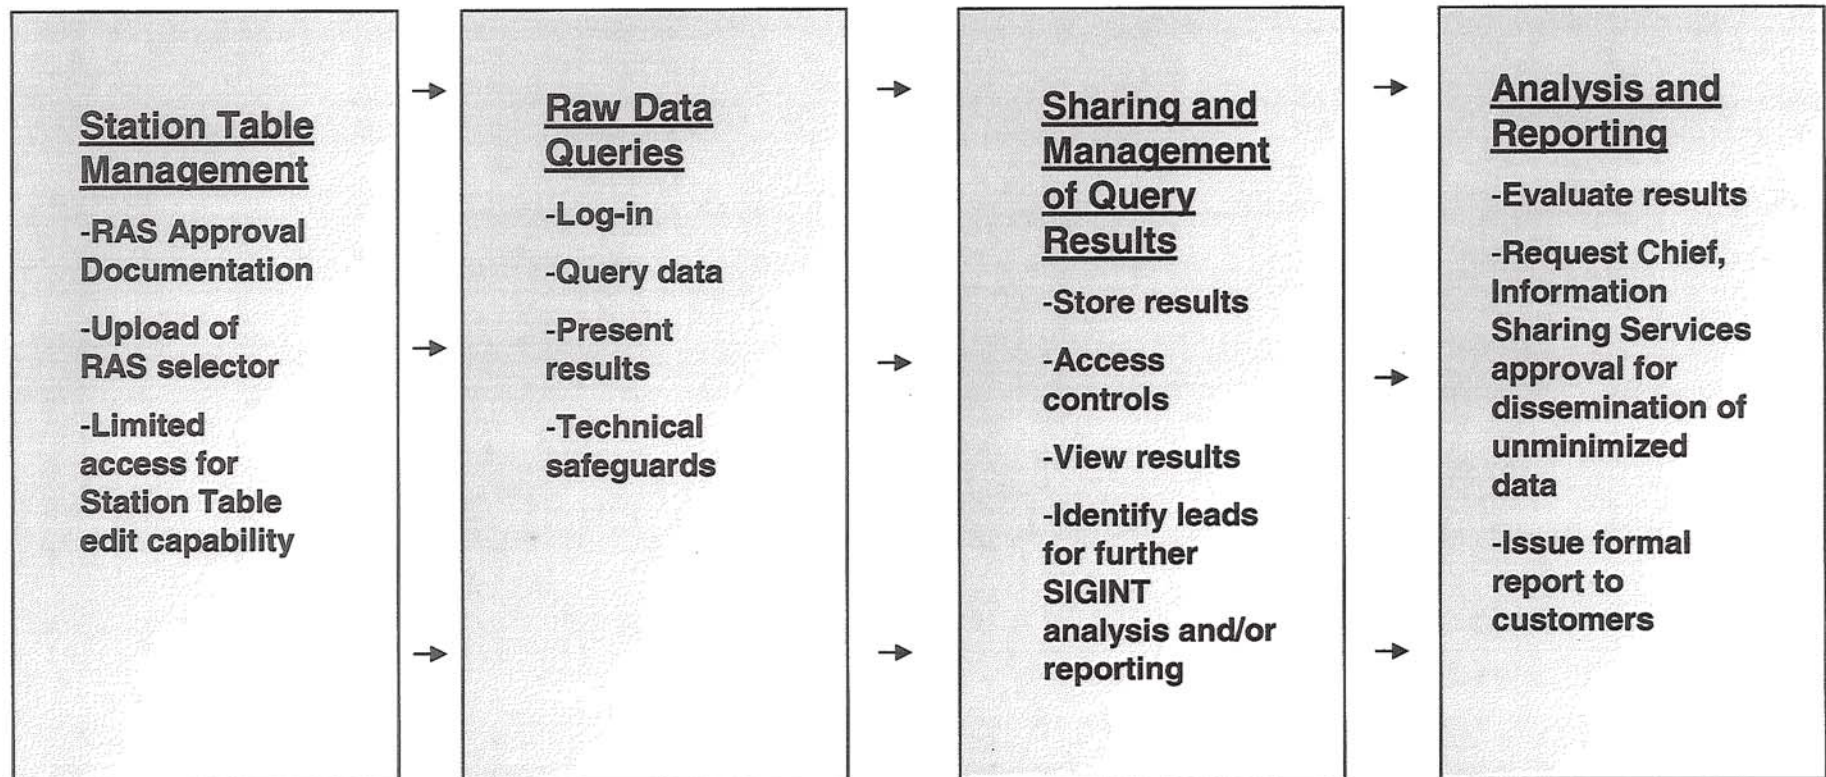 Station Table
Management
-RAS Approval
Documentation
-Upload of
RAS selector
-Limited
access for
Station Table
edit capability
Raw Data
Queries
-Log-in
-Query data
-Present
results
-Technical
safeguards
Sharing and
Management
of Query
Results
-Store results
-Access
controls
-View results
-Identify leads
for further
SIGINT
analysis and/or
reporting
Analysis and
Reporting
-Evaluate results
-Request Chief,
Information
Sharing Services
approval for
dissemination of
unminimized
data
-Issue formal
report to
customers